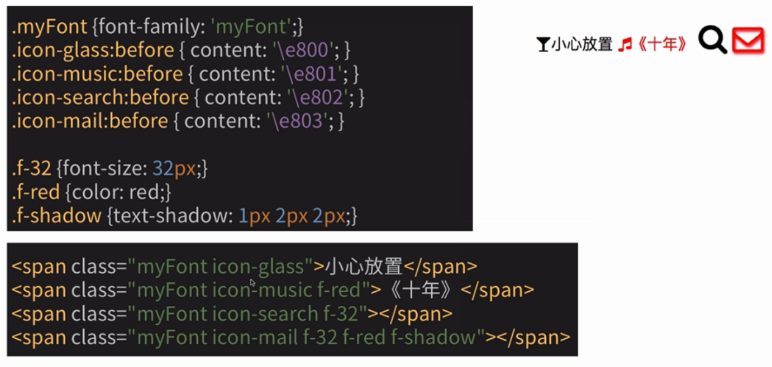 .myFont {font-family: 'myFont';}
.icon-glass:before { content: '\e800'; }
.icon-music:before { content: '\e801'; }
.icon-search:before { content: '\e802'; }
.icon-mail:before { content: '\e803'; }
.f-32 {font-size: 32px;}
.f-red {color: red;}
.f-shadow {text-shadow: 1px 2px 2px;}
小心放置 《十年》
<span class="myFont icon-glass">小心放置</span>
<span class="myFont icon-music f-red">《十年》</span>
<span class="myFont icon-search f-32"></span>
<span class="myFont icon-mail f-32 f-red f-shadow"></span>